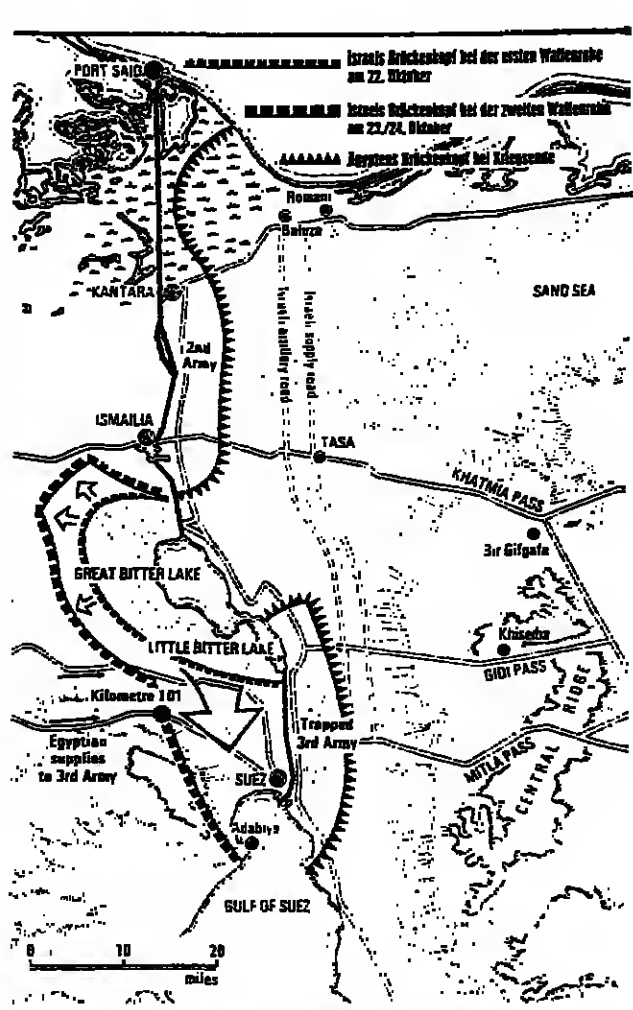 PORT SAID
Israels Brückenkopf bei der ersten Waffenruhe
am 22. Oktober
Israels Brückenkopf bei der zweiten Waffenruhe
am 23./24. Oktober
Ägyptens Brückenkopf bei Kriegsende
Romani
Baluza
KANTARA
SAND SEA
Israeli auxiliary road
Israeli supply road
2nd
Army
ISMAILIA
TASA
KHATMIA PASS
Bir Gifgafa
GREAT BITTER LAKE
LITTLE BITTER LAKE
GIDI PASS
Kilometre 101
Egyptian
supplies
to 3rd Army
Trapped
3rd Army
MITLA PASS
CENTRAL
RIDGE
SUEZ
Adabiya
GULF OF SUEZ
0 10 20
miles